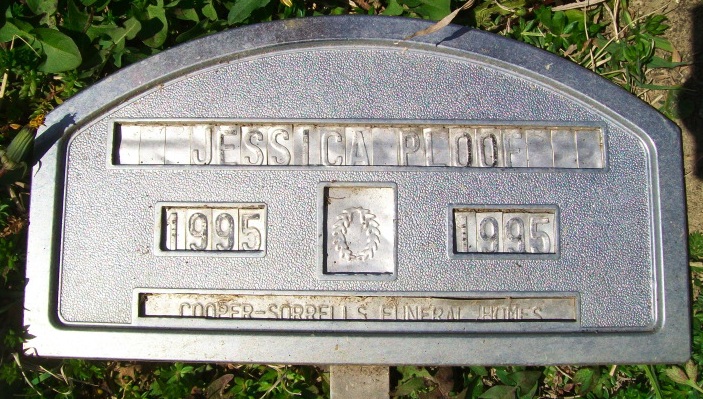 JESSICA PLOOF
1995 1995
COOPER-SORRELLS FUNERAL HOMES